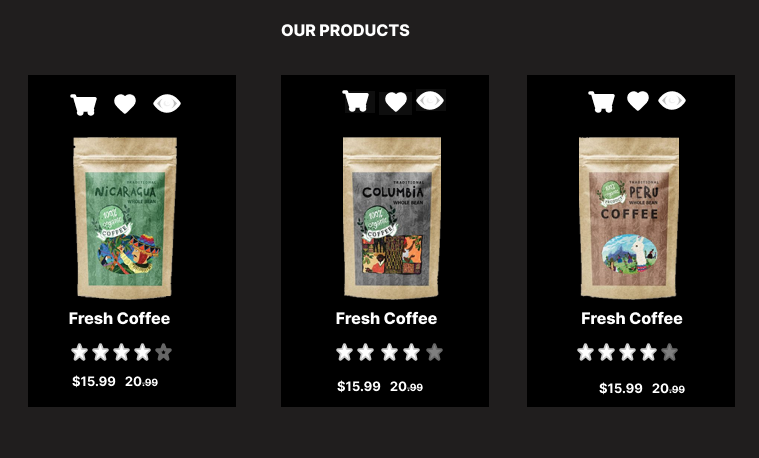 OUR PRODUCTS
TRADITIONAL
NICARAGUA
WHOLE BEAN
100%
organic
COFFEE
Fresh Coffee
$15.99 20.99
TRADITIONAL
COLUMBIA
WHOLE BEAN
100%
organic
COFFEE
Fresh Coffee
$15.99 20.99
TRADITIONAL
PERU
WHOLE BEAN
100%
organic
COFFEE
Fresh Coffee
$15.99 20.99